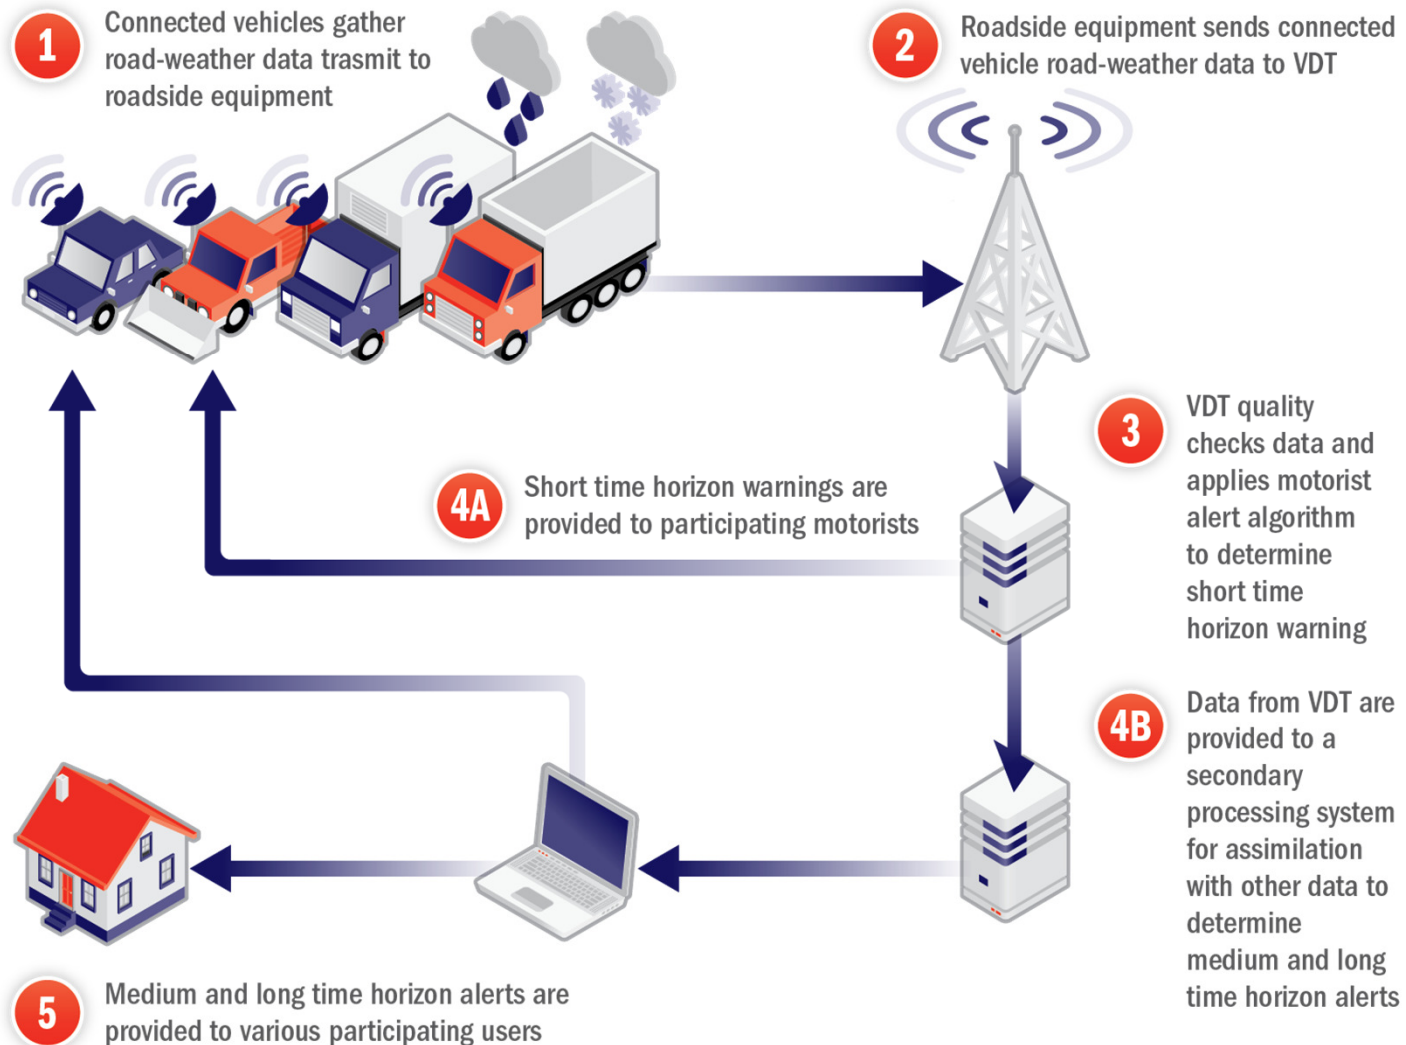 1
Connected vehicles gather
road-weather data trasmit to
roadside equipment
2
Roadside equipment sends connected
vehicle road-weather data to VDT
3
VDT quality
checks data and
applies motorist
alert algorithm
to determine
short time
horizon warning
4A
Short time horizon warnings are
provided to participating motorists
4B
Data from VDT are
provided to a
secondary
processing system
for assimilation
with other data to
determine
medium and long
time horizon alerts
5
Medium and long time horizon alerts are
provided to various participating users